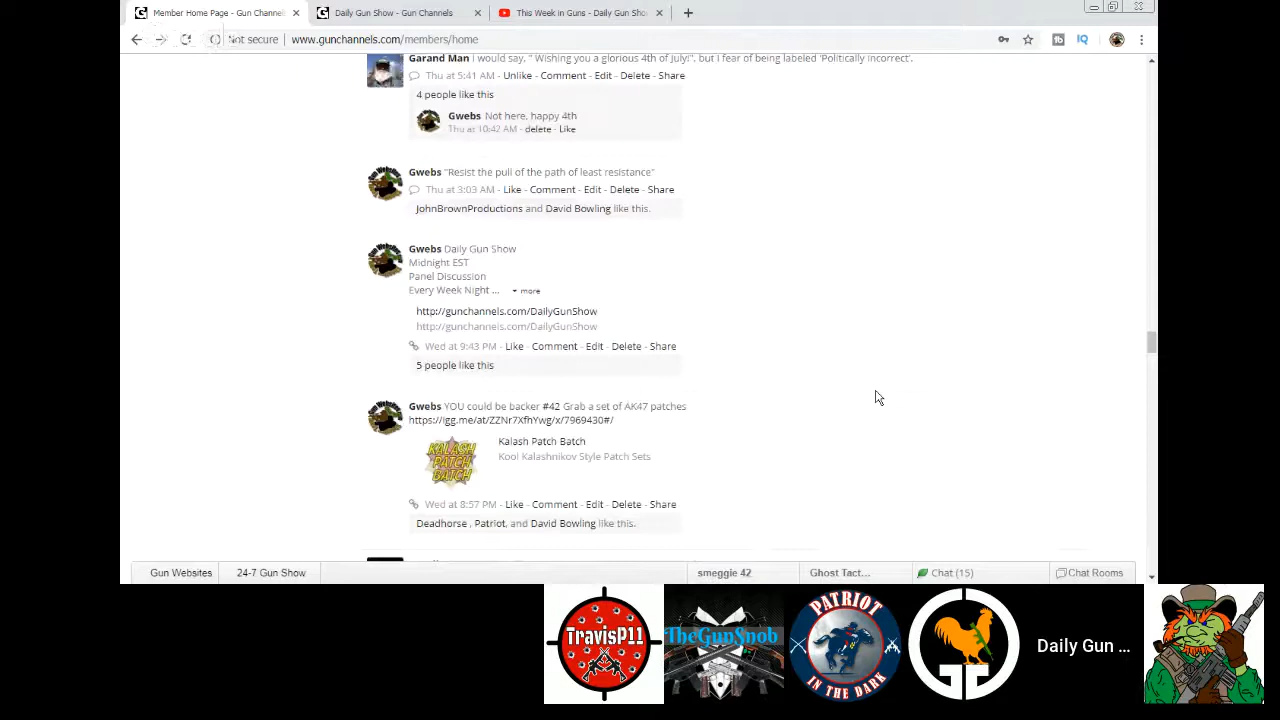 Member Home Page - Gun Channel
Daily Gun Show - Gun Channels
This Week in Guns - Daily Gun Sho
Not secure www.gunchannels.com/members/home
Garand Man I would say, " Wishing you a glorious 4th of July!", but I fear of being labeled 'Politically Incorrect'.
Thu at 5:41 AM - Unlike - Comment - Edit - Delete - Share
4 people like this
Gwebs Not here, happy 4th
Thu at 10:42 AM - delete - Like
Gwebs "Resist the pull of the path of least resistance"
Thu at 3:03 AM - Like - Comment - Edit - Delete - Share
JohnBrownProductions and David Bowling like this.
Gwebs Daily Gun Show
Midnight EST
Panel Discussion
Every Week Night ... more
http://gunchannels.com/DailyGunShow
http://gunchannels.com/DailyGunShow
Wed at 9:43 PM - Like - Comment - Edit - Delete - Share
5 people like this
Gwebs YOU could be backer #42 Grab a set of AK47 patches
https://igg.me/at/ZZNr7XfhYwg/x/7969430#/
KALASH PATCH BATCH
Kalash Patch Batch
Kool Kalashnikov Style Patch Sets
Wed at 8:57 PM - Like - Comment - Edit - Delete - Share
Deadhorse , Patriot, and David Bowling like this.
Gun Websites
24-7 Gun Show
smeggie 42
Ghost Tact...
Chat (15)
Chat Rooms
TravisP11
TheGunSnob
PATRIOT
IN THE DARK
Daily Gun ...